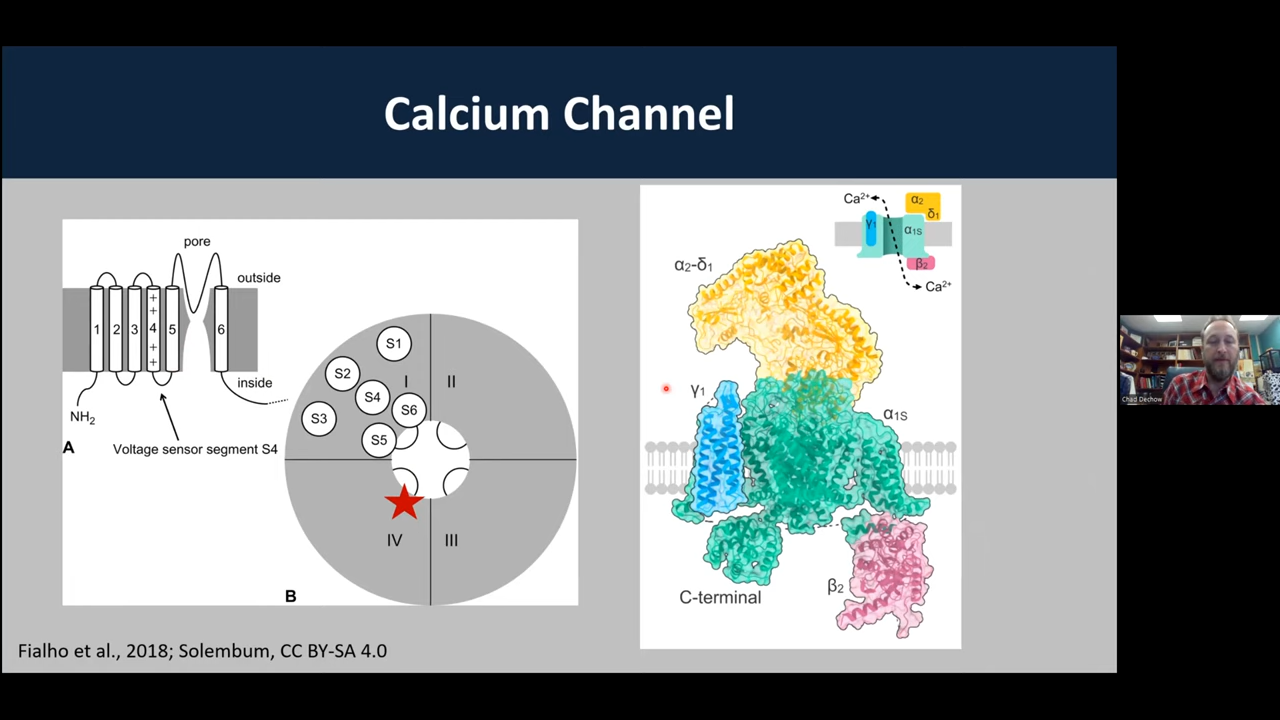 Calcium Channel
pore
outside
1 2 3 4 5 6
+
+
+
+
inside
NH2
Voltage sensor segment S4
A
S1
S2
S4
S3
S6
S5
I
II
IV
III
B
Ca²⁺
α2
δ1
γ1
α1S
β2
Ca²⁺
α2-δ1
γ1
α1S
β2
C-terminal
Fialho et al., 2018; Solembum, CC BY-SA 4.0
Chad Dechow